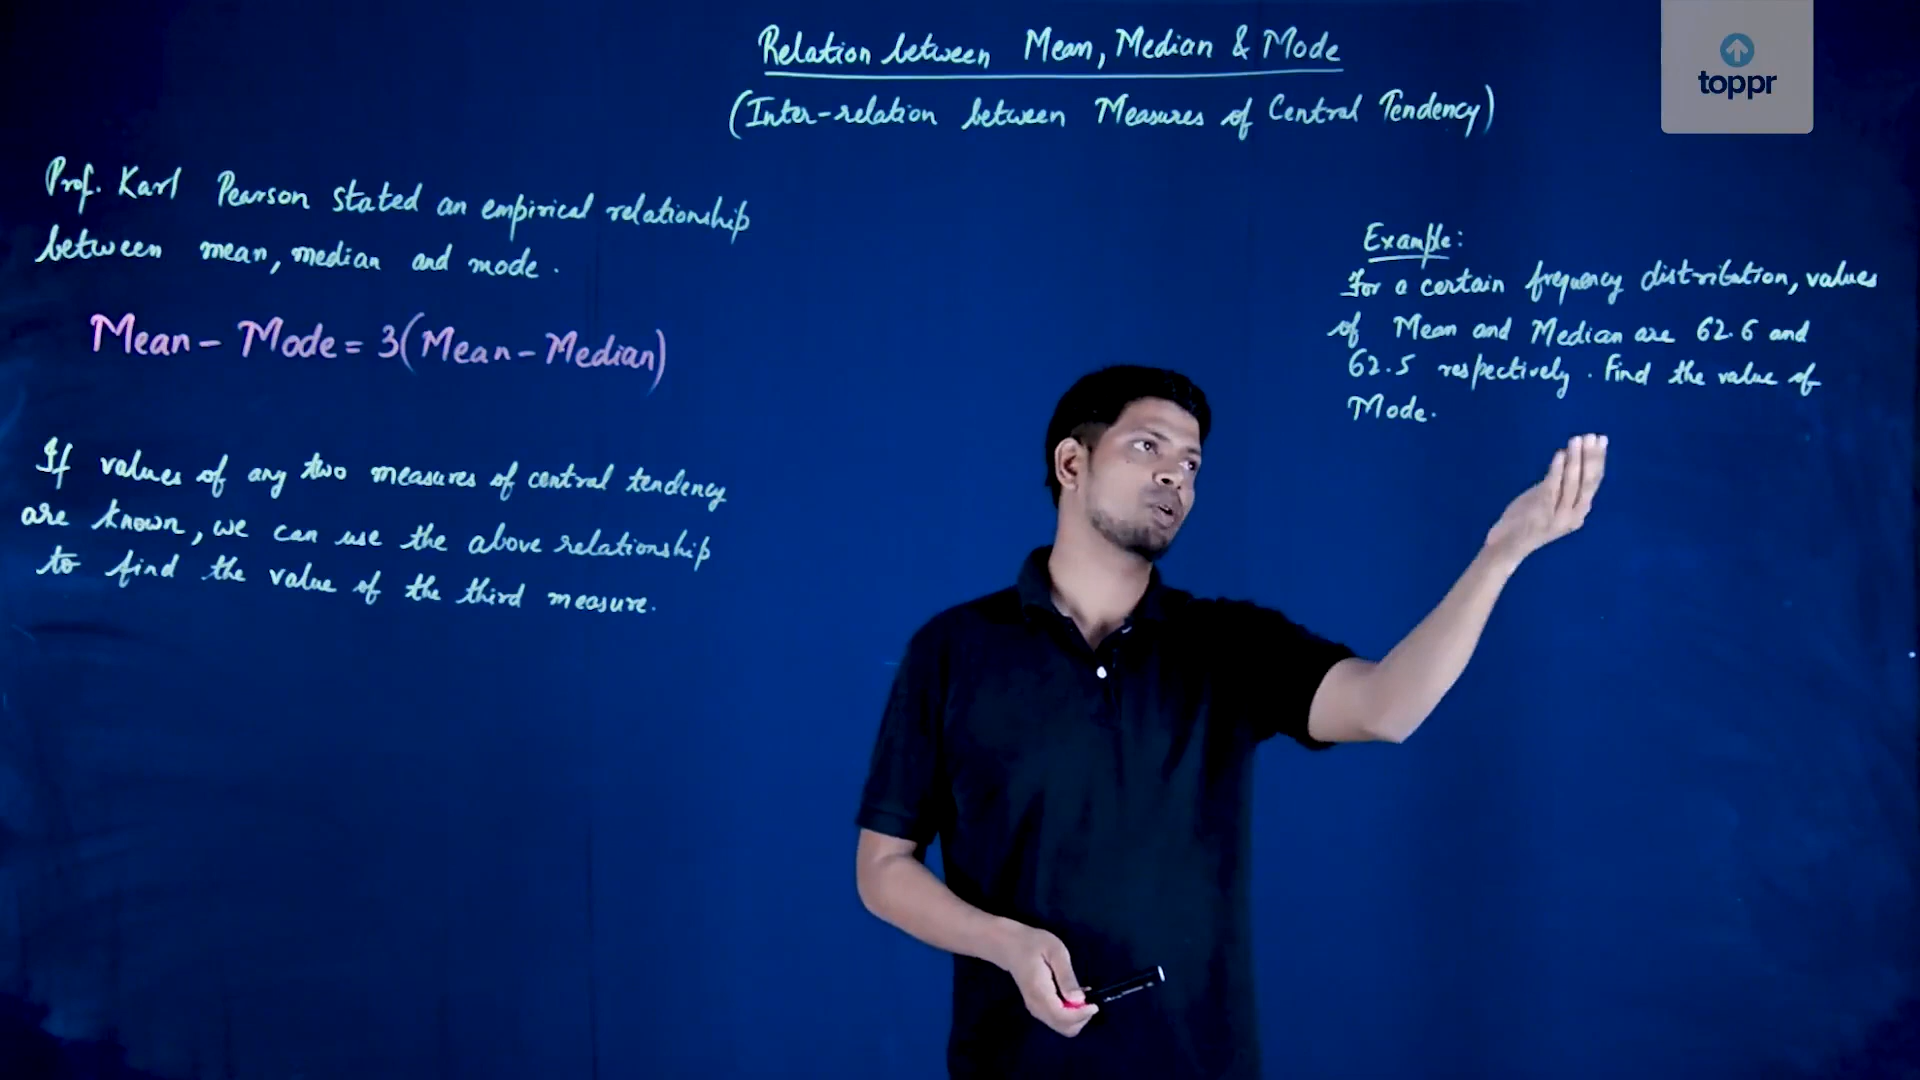 Relation between Mean, Median & Mode
(Inter-relation between Measures of Central Tendency)
toppr
Prof. Karl Pearson stated an empirical relationship
between mean, median and mode.
Mean - Mode = 3(Mean - Median)
If values of any two measures of central tendency
are known, we can use the above relationship
to find the value of the third measure.
Example:
For a certain frequency distribution, values
of Mean and Median are 62.6 and
62.5 respectively. Find the value of
Mode.